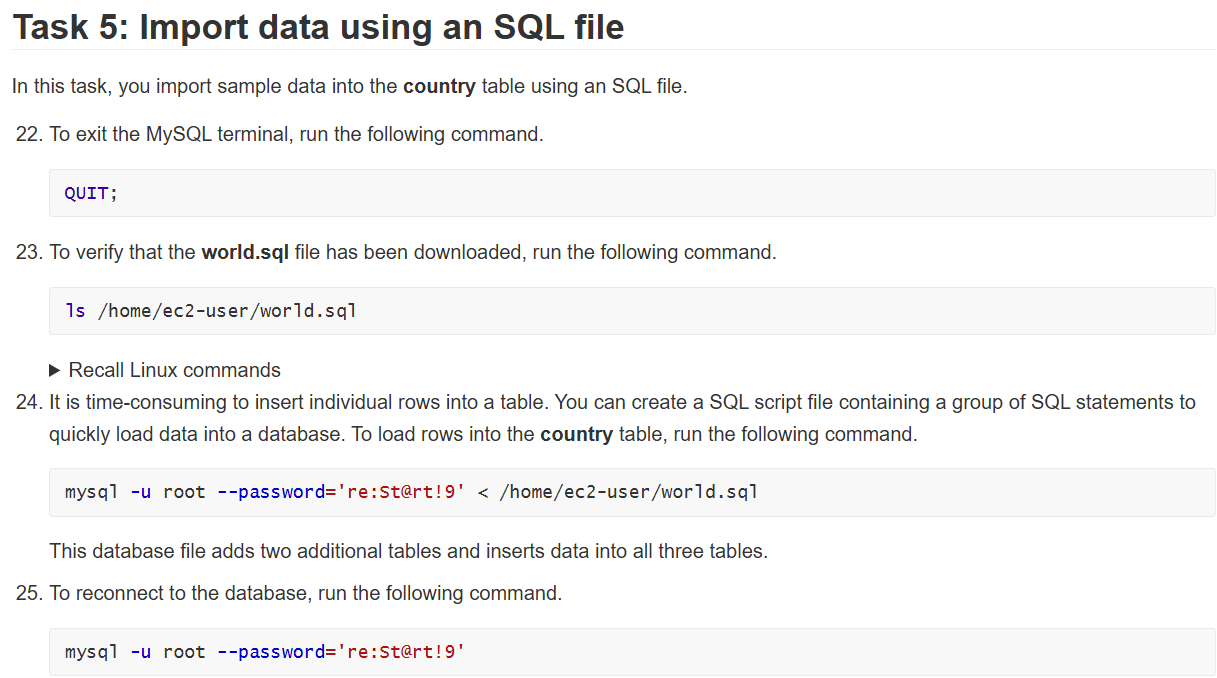 Task 5: Import data using an SQL file
In this task, you import sample data into the country table using an SQL file.
22. To exit the MySQL terminal, run the following command.
QUIT;
23. To verify that the world.sql file has been downloaded, run the following command.
ls /home/ec2-user/world.sql
▶ Recall Linux commands
24. It is time-consuming to insert individual rows into a table. You can create a SQL script file containing a group of SQL statements to
quickly load data into a database. To load rows into the country table, run the following command.
mysql -u root --password='re:St@rt!9' < /home/ec2-user/world.sql
This database file adds two additional tables and inserts data into all three tables.
25. To reconnect to the database, run the following command.
mysql -u root --password='re:St@rt!9'